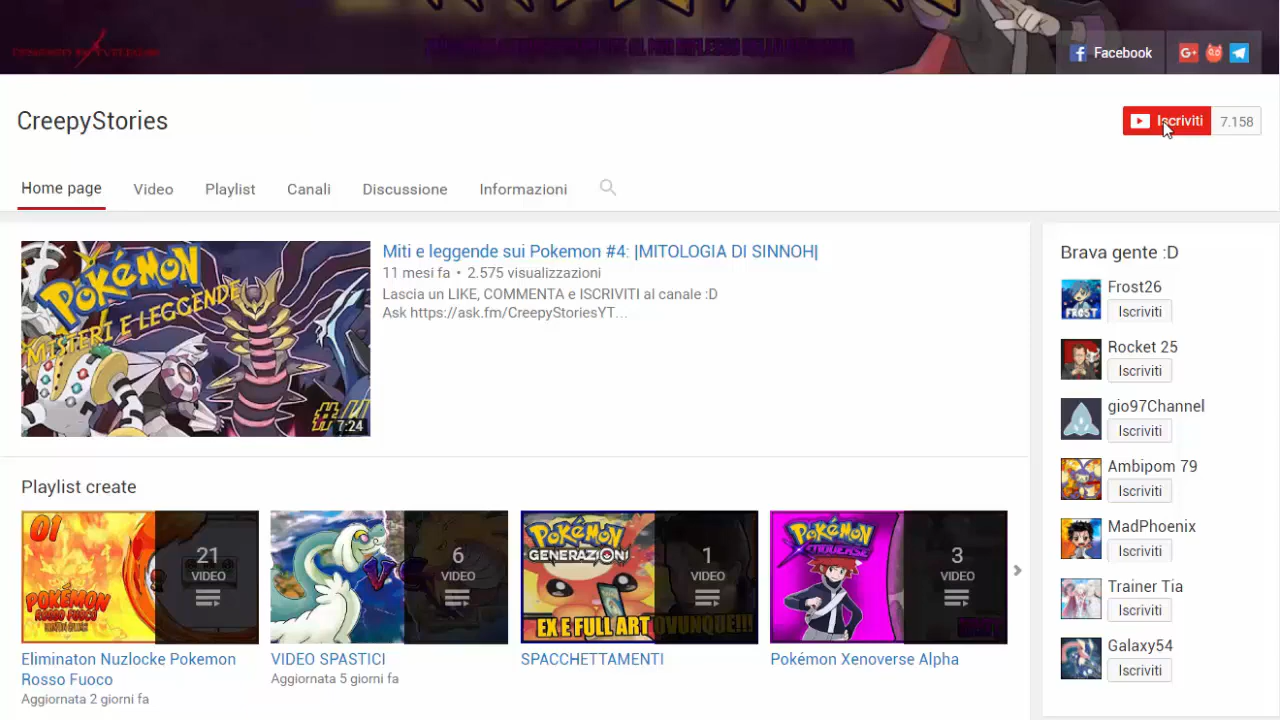 Facebook
G+
CreepyStories
Iscriviti
7.158
Home page
Video
Playlist
Canali
Discussione
Informazioni
Miti e leggende sui Pokemon #4: |MITOLOGIA DI SINNOH|
11 mesi fa • 2.575 visualizzazioni
Lascia un LIKE, COMMENTA e ISCRIVITI al canale :D
Ask https://ask.fm/CreepyStoriesYT...
POKÉMON
MISTERI E LEGGENDE
#4
7:24
Playlist create
01
POKÉMON
ROSSO FUOCO
21
VIDEO
Eliminaton Nuzlocke Pokemon
Rosso Fuoco
Aggiornata 2 giorni fa
6
VIDEO
VIDEO SPASTICI
Aggiornata 5 giorni fa
POKÉMON
GENERAZIONI
EX E FULL ART OVUNQUE!!!
1
VIDEO
SPACCHETTAMENTI
POKÉMON
XENOVERSE
3
VIDEO
Pokémon Xenoverse Alpha
Brava gente :D
FROST
Frost26
Iscriviti
Rocket 25
Iscriviti
gio97Channel
Iscriviti
Ambipom 79
Iscriviti
MadPhoenix
Iscriviti
Trainer Tia
Iscriviti
Galaxy54
Iscriviti